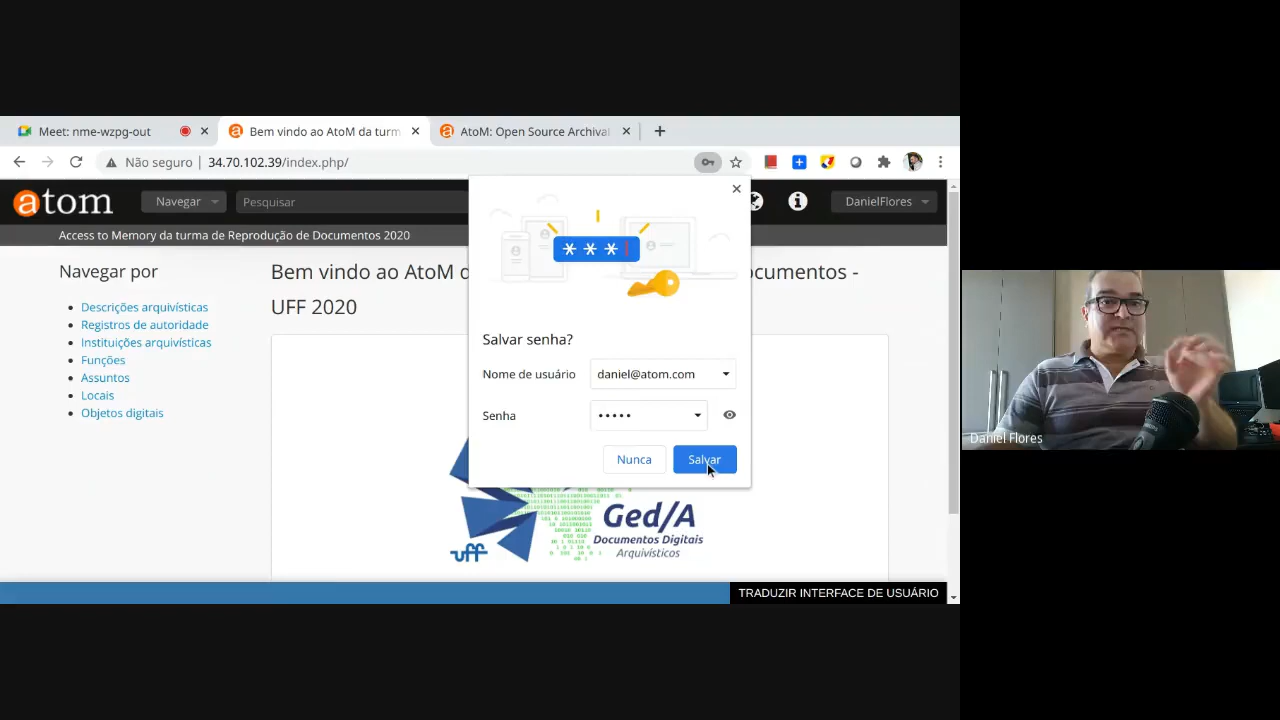 Meet: nme-wzpg-out
Bem vindo ao AtoM da turm
AtoM: Open Source Archival
Não seguro
34.70.102.39/index.php/
atom
Navegar
Pesquisar
DanielFlores
Access to Memory da turma de Reprodução de Documentos 2020
Navegar por
Descrições arquivísticas
Registros de autoridade
Instituições arquivísticas
Funções
Assuntos
Locais
Objetos digitais
Bem vindo ao AtoM d
ocumentos -
UFF 2020
* * *
Salvar senha?
Nome de usuário
daniel@atom.com
Senha
•••••
Nunca
Salvar
Ged/A
Documentos Digitais
Arquivísticos
uff
TRADUZIR INTERFACE DE USUÁRIO
Daniel Flores